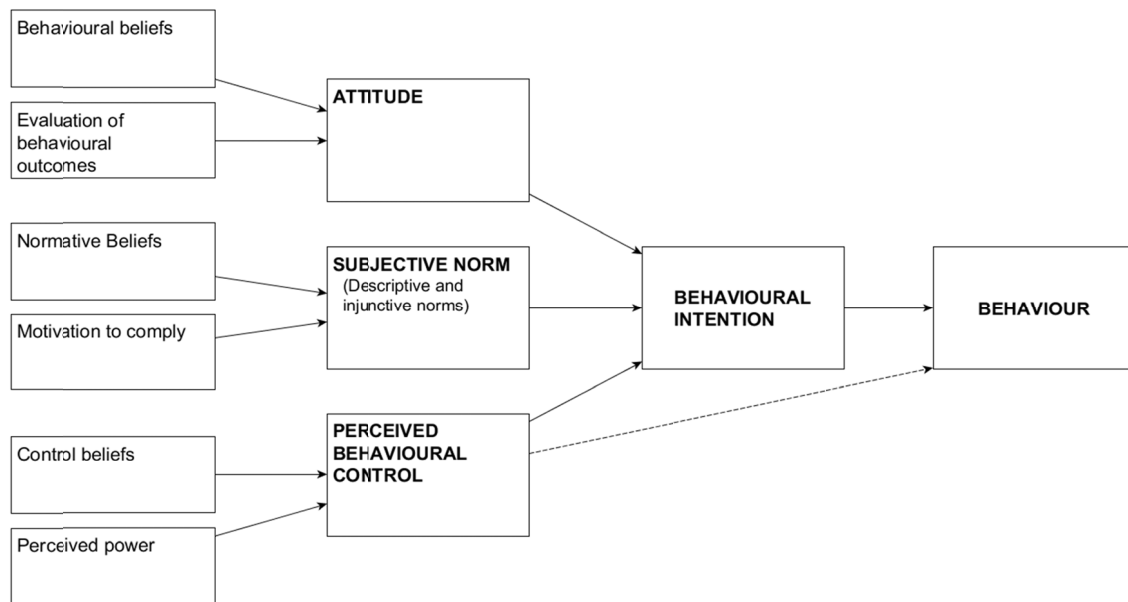 Behavioural beliefs
Evaluation of
behavioural
outcomes
ATTITUDE
Normative Beliefs
Motivation to comply
SUBJECTIVE NORM
(Descriptive and
injunctive norms)
BEHAVIOURAL
INTENTION
BEHAVIOUR
Control beliefs
Perceived power
PERCEIVED
BEHAVIOURAL
CONTROL